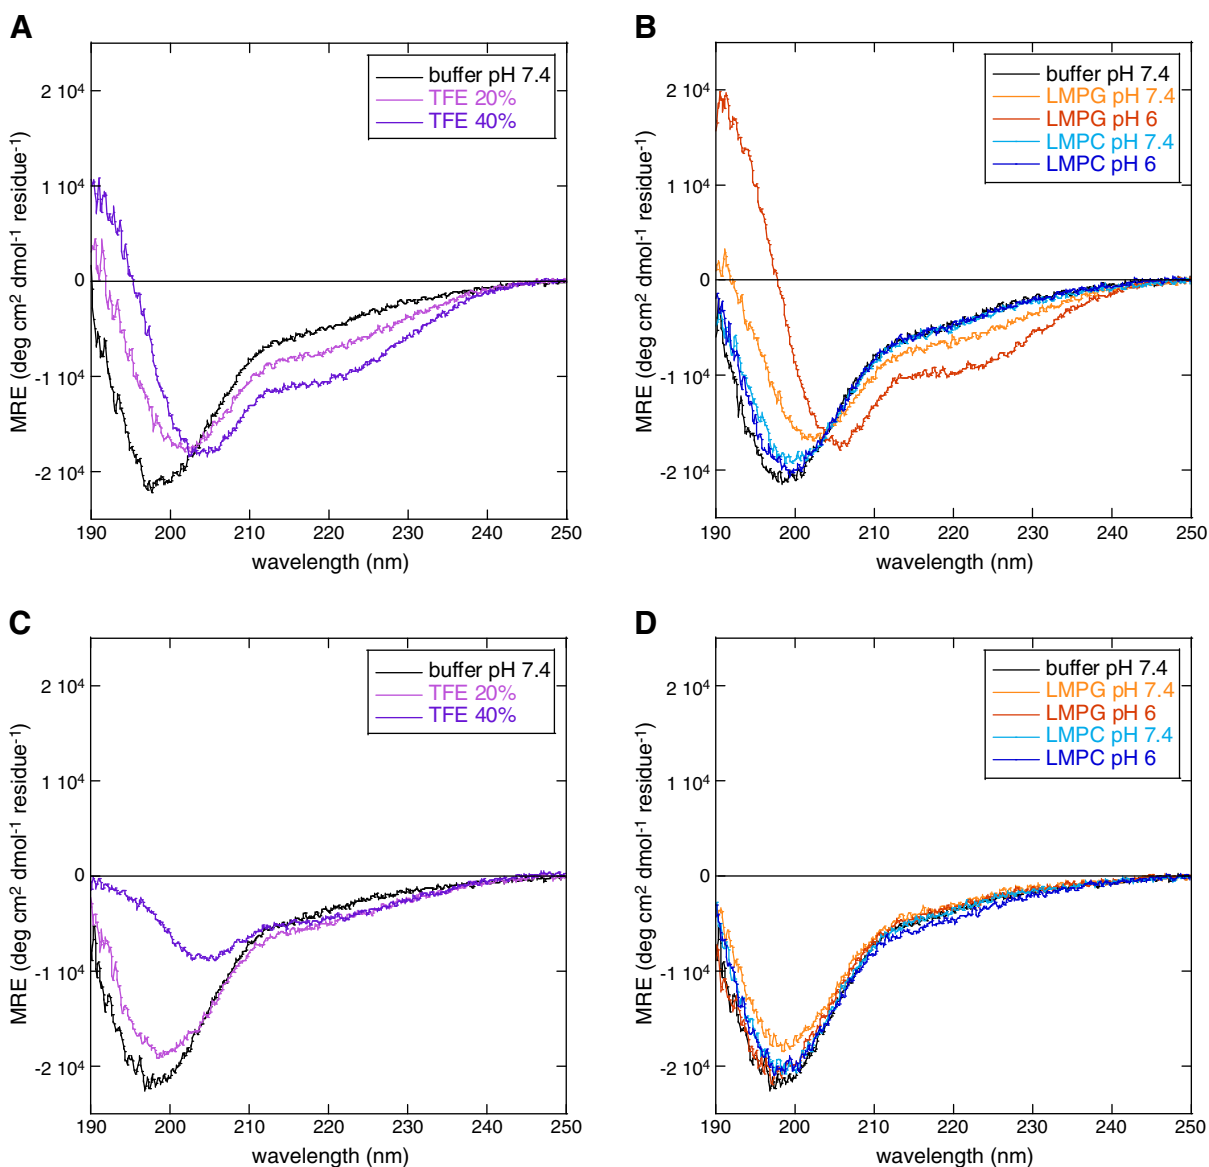 A
buffer pH 7.4
TFE 20%
TFE 40%
2 10⁴
1 10⁴
0
-1 10⁴
-2 10⁴
MRE (deg cm² dmol⁻¹ residue⁻¹)
190 200 210 220 230 240 250
wavelength (nm)
B
buffer pH 7.4
LMPG pH 7.4
LMPG pH 6
LMPC pH 7.4
LMPC pH 6
2 10⁴
1 10⁴
0
-1 10⁴
-2 10⁴
MRE (deg cm² dmol⁻¹ residue⁻¹)
190 200 210 220 230 240 250
wavelength (nm)
C
buffer pH 7.4
TFE 20%
TFE 40%
2 10⁴
1 10⁴
0
-1 10⁴
-2 10⁴
MRE (deg cm² dmol⁻¹ residue⁻¹)
190 200 210 220 230 240 250
wavelength (nm)
D
buffer pH 7.4
LMPG pH 7.4
LMPG pH 6
LMPC pH 7.4
LMPC pH 6
2 10⁴
1 10⁴
0
-1 10⁴
-2 10⁴
MRE (deg cm² dmol⁻¹ residue⁻¹)
190 200 210 220 230 240 250
wavelength (nm)